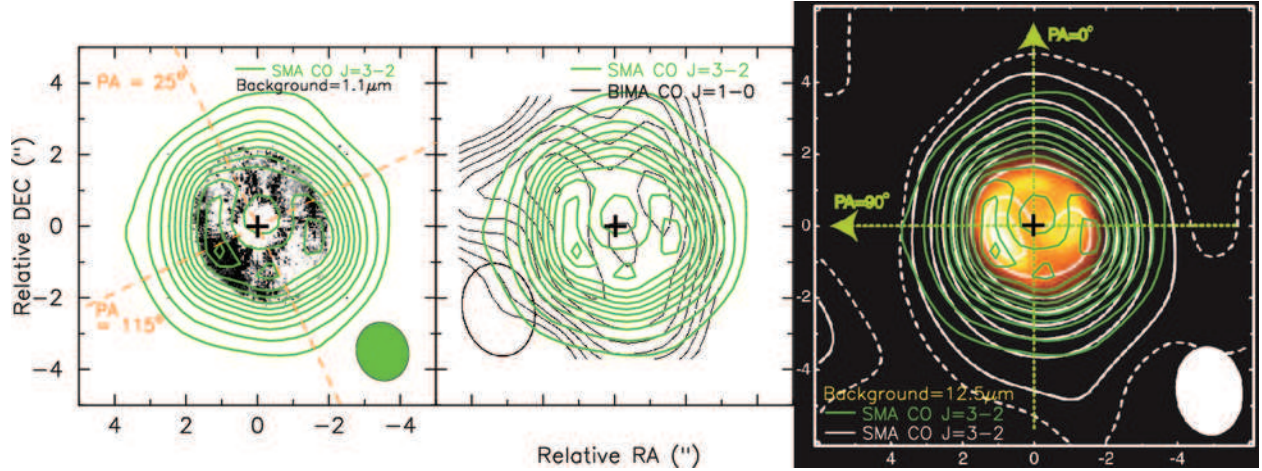 SMA CO J=3-2
Background=1.1μm
PA = 25°
PA
= 115°
4
2
0
-2
-4
Relative DEC (")
4
2
0
-2
-4
SMA CO J=3-2
BIMA CO J=1-0
Relative RA (")
PA=0°
PA=90°
4
2
0
-2
-4
Background=12.5μm
SMA CO J=3-2
SMA CO J=3-2
4
2
0
-2
-4